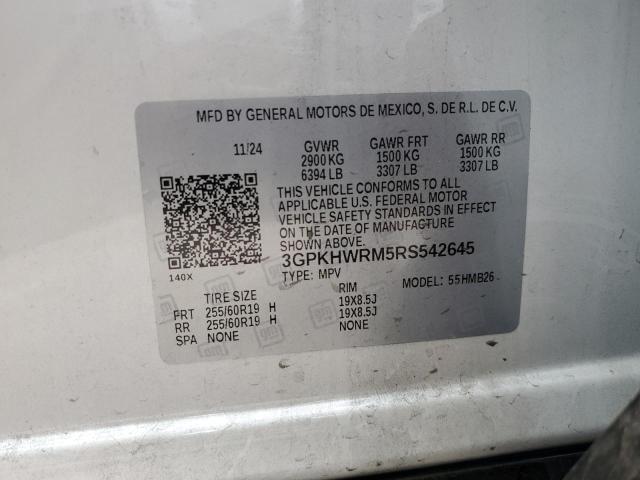 MFD BY GENERAL MOTORS DE MEXICO, S. DE R.L. DE C.V.
11/24 GVWR GAWR FRT GAWR RR
2900 KG 1500 KG 1500 KG
6394 LB 3307 LB 3307 LB
THIS VEHICLE CONFORMS TO ALL
APPLICABLE U.S. FEDERAL MOTOR
VEHICLE SAFETY STANDARDS IN EFFECT
ON THE DATE OF MANUFACTURE
SHOWN ABOVE.
3GPKHWRM5RS542645
140X
TYPE: MPV MODEL: 55HMB26
TIRE SIZE RIM
FRT 255/60R19 H 19X8.5J
RR 255/60R19 H 19X8.5J
SPA NONE NONE